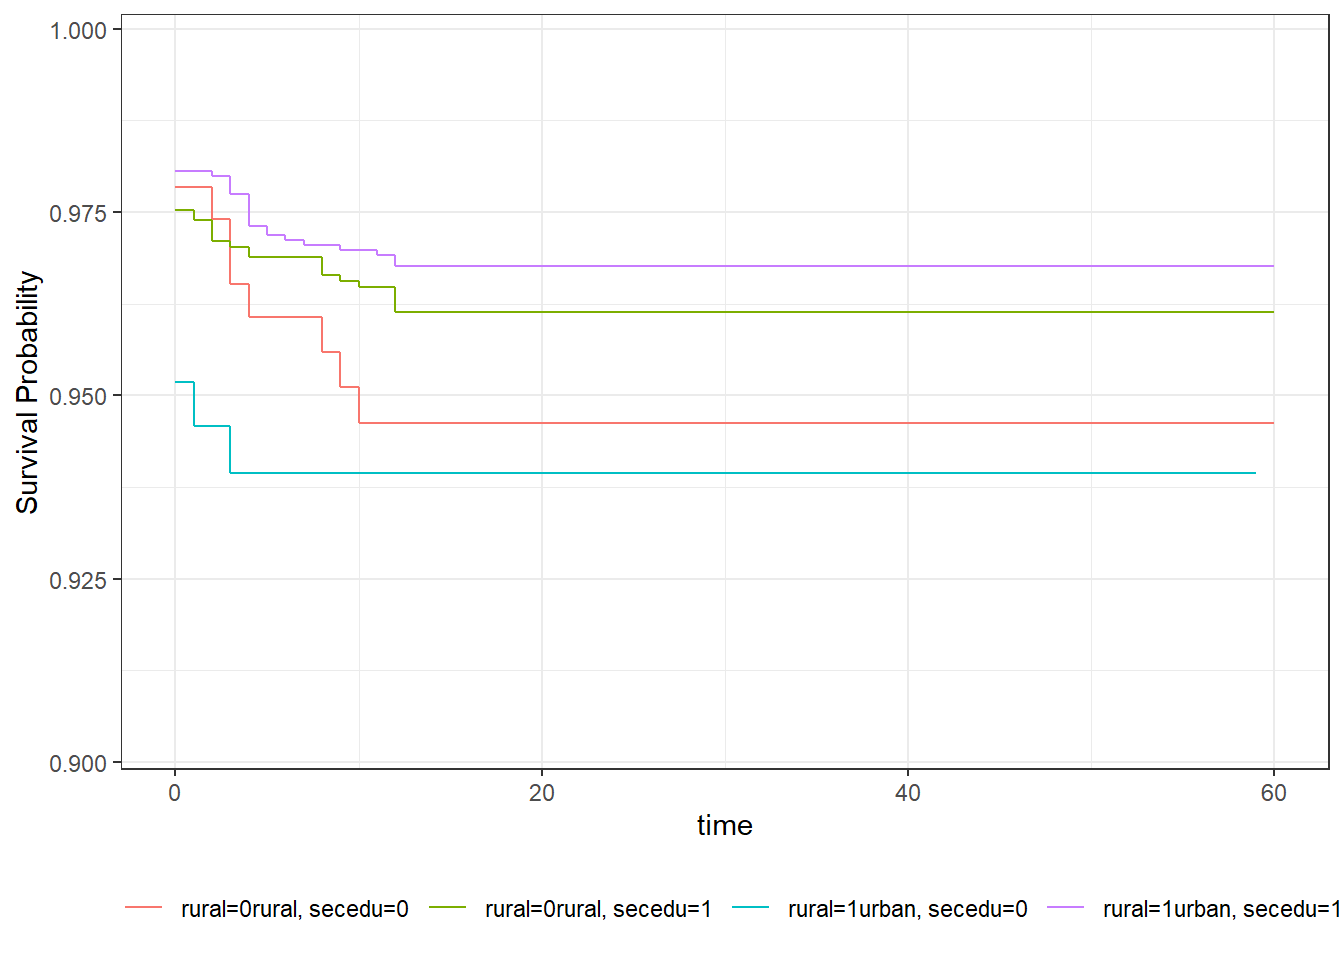 1.000
0.975
0.950
0.925
0.900
Survival Probability
0 20 40 60
time
rural=0rural, secedu=0 rural=0rural, secedu=1 rural=1urban, secedu=0 rural=1urban, secedu=1